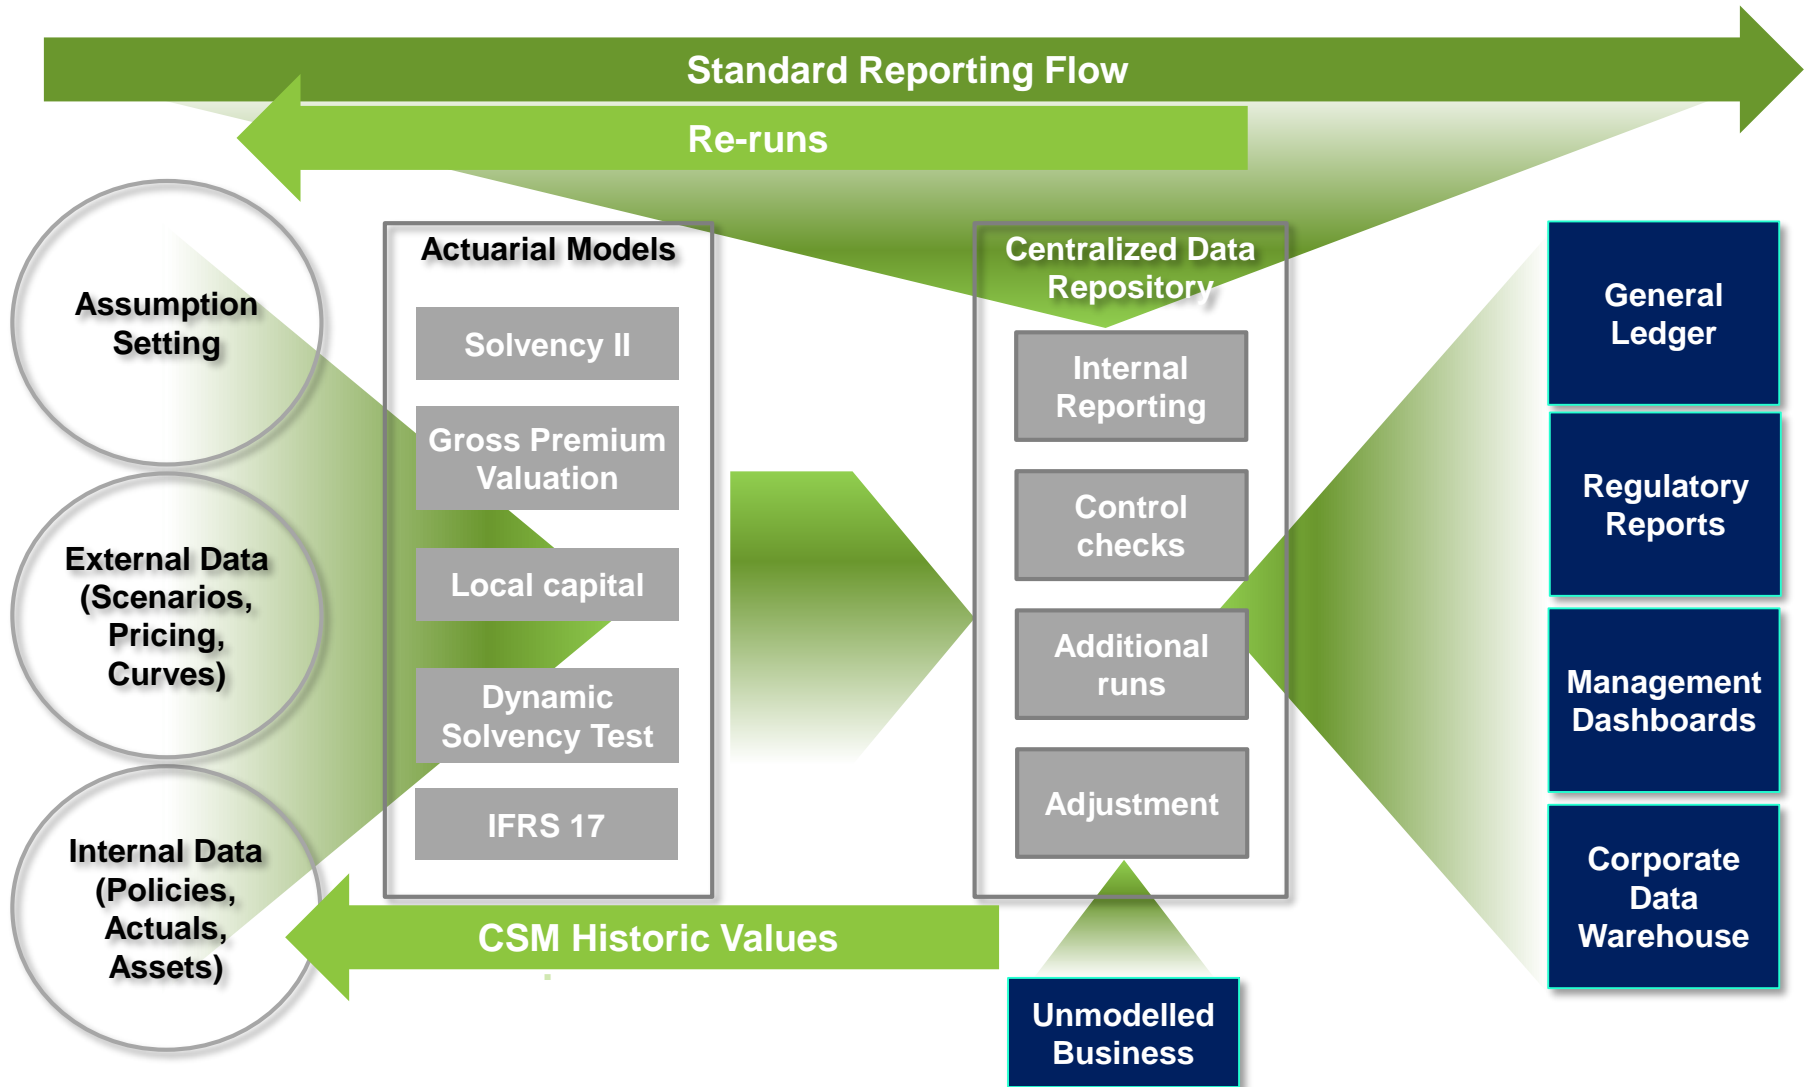 Standard Reporting Flow
Re-runs
Assumption
Setting
External Data
(Scenarios,
Pricing,
Curves)
Internal Data
(Policies,
Actuals,
Assets)
Actuarial Models
Solvency II
Gross Premium
Valuation
Local capital
Dynamic
Solvency Test
IFRS 17
CSM Historic Values
Centralized Data
Repository
Internal
Reporting
Control
checks
Additional
runs
Adjustment
Unmodelled
Business
General
Ledger
Regulatory
Reports
Management
Dashboards
Corporate
Data
Warehouse